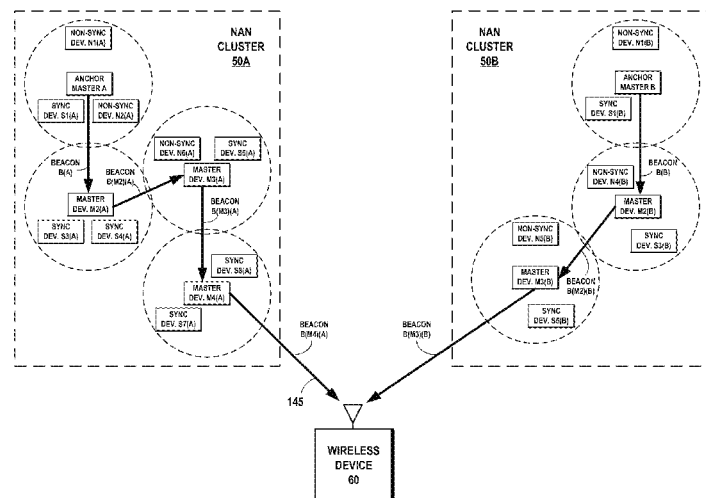 NAN
CLUSTER
50A
NON-SYNC
DEV. N1(A)
ANCHOR
MASTER A
SYNC
DEV. S1(A)
NON-SYNC
DEV. N2(A)
BEACON
B(A)
MASTER
DEV. M2(A)
SYNC
DEV. S3(A)
SYNC
DEV. S4(A)
BEACON
B(M2)(A)
NON-SYNC
DEV. N6(A)
SYNC
DEV. S5(A)
MASTER
DEV. M3(A)
BEACON
B(M3)(A)
SYNC
MASTER
DEV. M4(A)
SYNC
DEV. S7(A)
BEACON
B(M4)(A)
145
NAN
CLUSTER
50B
NON-SYNC
DEV. N1(B)
ANCHOR
MASTER B
SYNC
DEV. S1(B)
BEACON
B(B)
NON-SYNC
DEV. N4(B)
MASTER
DEV. M2(B)
SYNC
DEV. S3(B)
BEACON
B(M2)(B)
NON-SYNC
DEV. N5(B)
MASTER
DEV. M3(B)
SYNC
BEACON
B(M3)(B)
WIRELESS
DEVICE
60